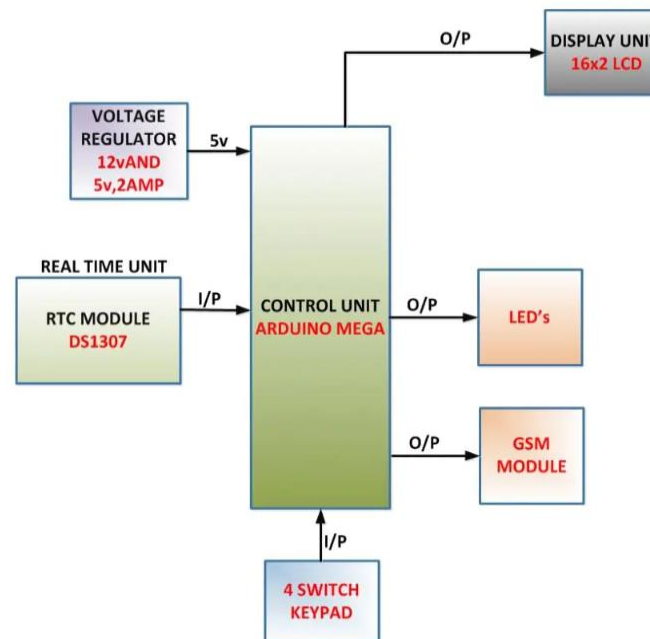 O/P
DISPLAY UNIT
16x2 LCD
VOLTAGE
REGULATOR
12vAND
5v,2AMP
5v
REAL TIME UNIT
RTC MODULE
DS1307
I/P
CONTROL UNIT
ARDUINO MEGA
O/P
LED's
O/P
GSM
MODULE
I/P
4 SWITCH
KEYPAD